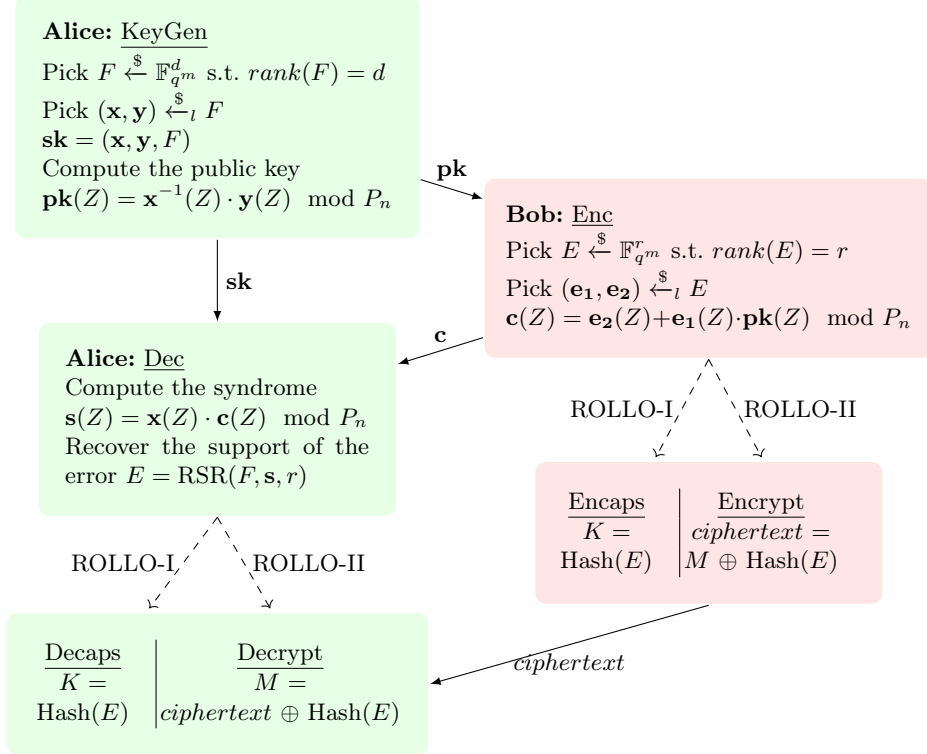 Alice: KeyGen
Pick F $← 𝔽_{q^m}^d s.t. rank(F) = d
Pick (x, y) $←_l F
sk = (x, y, F)
Compute the public key
pk(Z) = x^{-1}(Z) · y(Z) mod P_n
pk
Bob: Enc
Pick E $← 𝔽_{q^m}^r s.t. rank(E) = r
Pick (e_1, e_2) $←_l E
c(Z) = e_2(Z)+e_1(Z)·pk(Z) mod P_n
sk
c
Alice: Dec
Compute the syndrome
s(Z) = x(Z) · c(Z) mod P_n
Recover the support of the
error E = RSR(F, s, r)
ROLLO-I
ROLLO-II
Encaps
K =
Hash(E)
Encrypt
ciphertext =
M ⊕ Hash(E)
ROLLO-I
ROLLO-II
ciphertext
Decaps
K =
Hash(E)
Decrypt
M =
ciphertext ⊕ Hash(E)